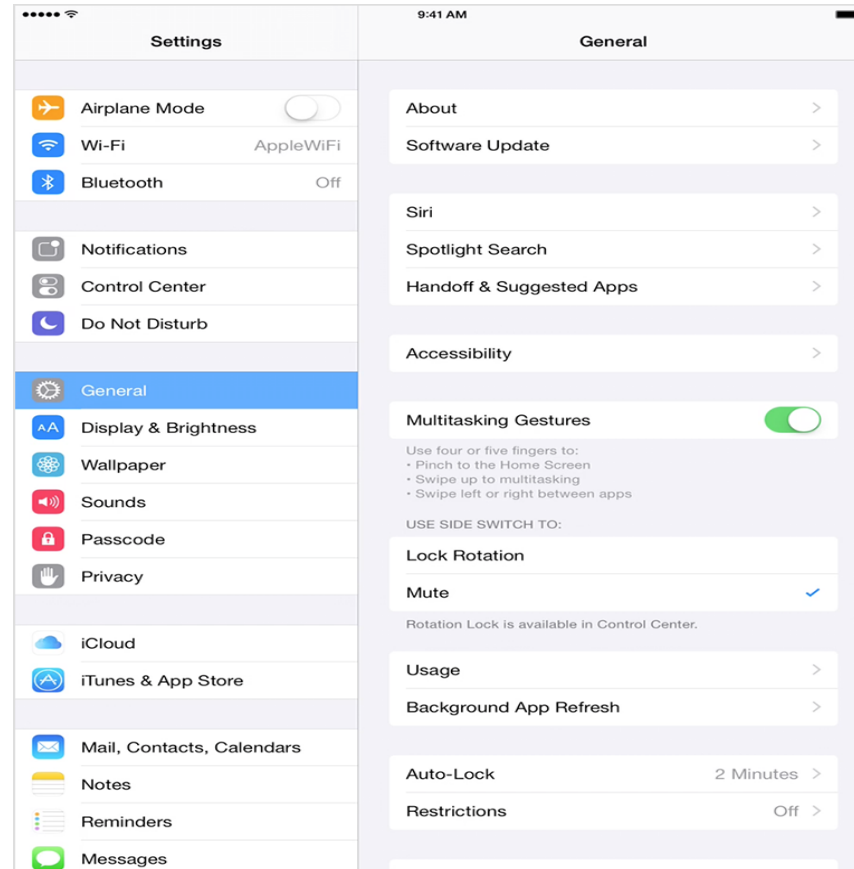 9:41 AM
Settings
General
Airplane Mode
Wi-Fi AppleWiFi
Bluetooth Off
Notifications
Control Center
Do Not Disturb
General
AA Display & Brightness
Wallpaper
Sounds
Passcode
Privacy
iCloud
iTunes & App Store
Mail, Contacts, Calendars
Notes
Reminders
Messages
About
Software Update
Siri
Spotlight Search
Handoff & Suggested Apps
Accessibility
Multitasking Gestures
Use four or five fingers to:
• Pinch to the Home Screen
• Swipe up to multitasking
• Swipe left or right between apps
USE SIDE SWITCH TO:
Lock Rotation
Mute
Rotation Lock is available in Control Center.
Usage
Background App Refresh
Auto-Lock 2 Minutes
Restrictions Off